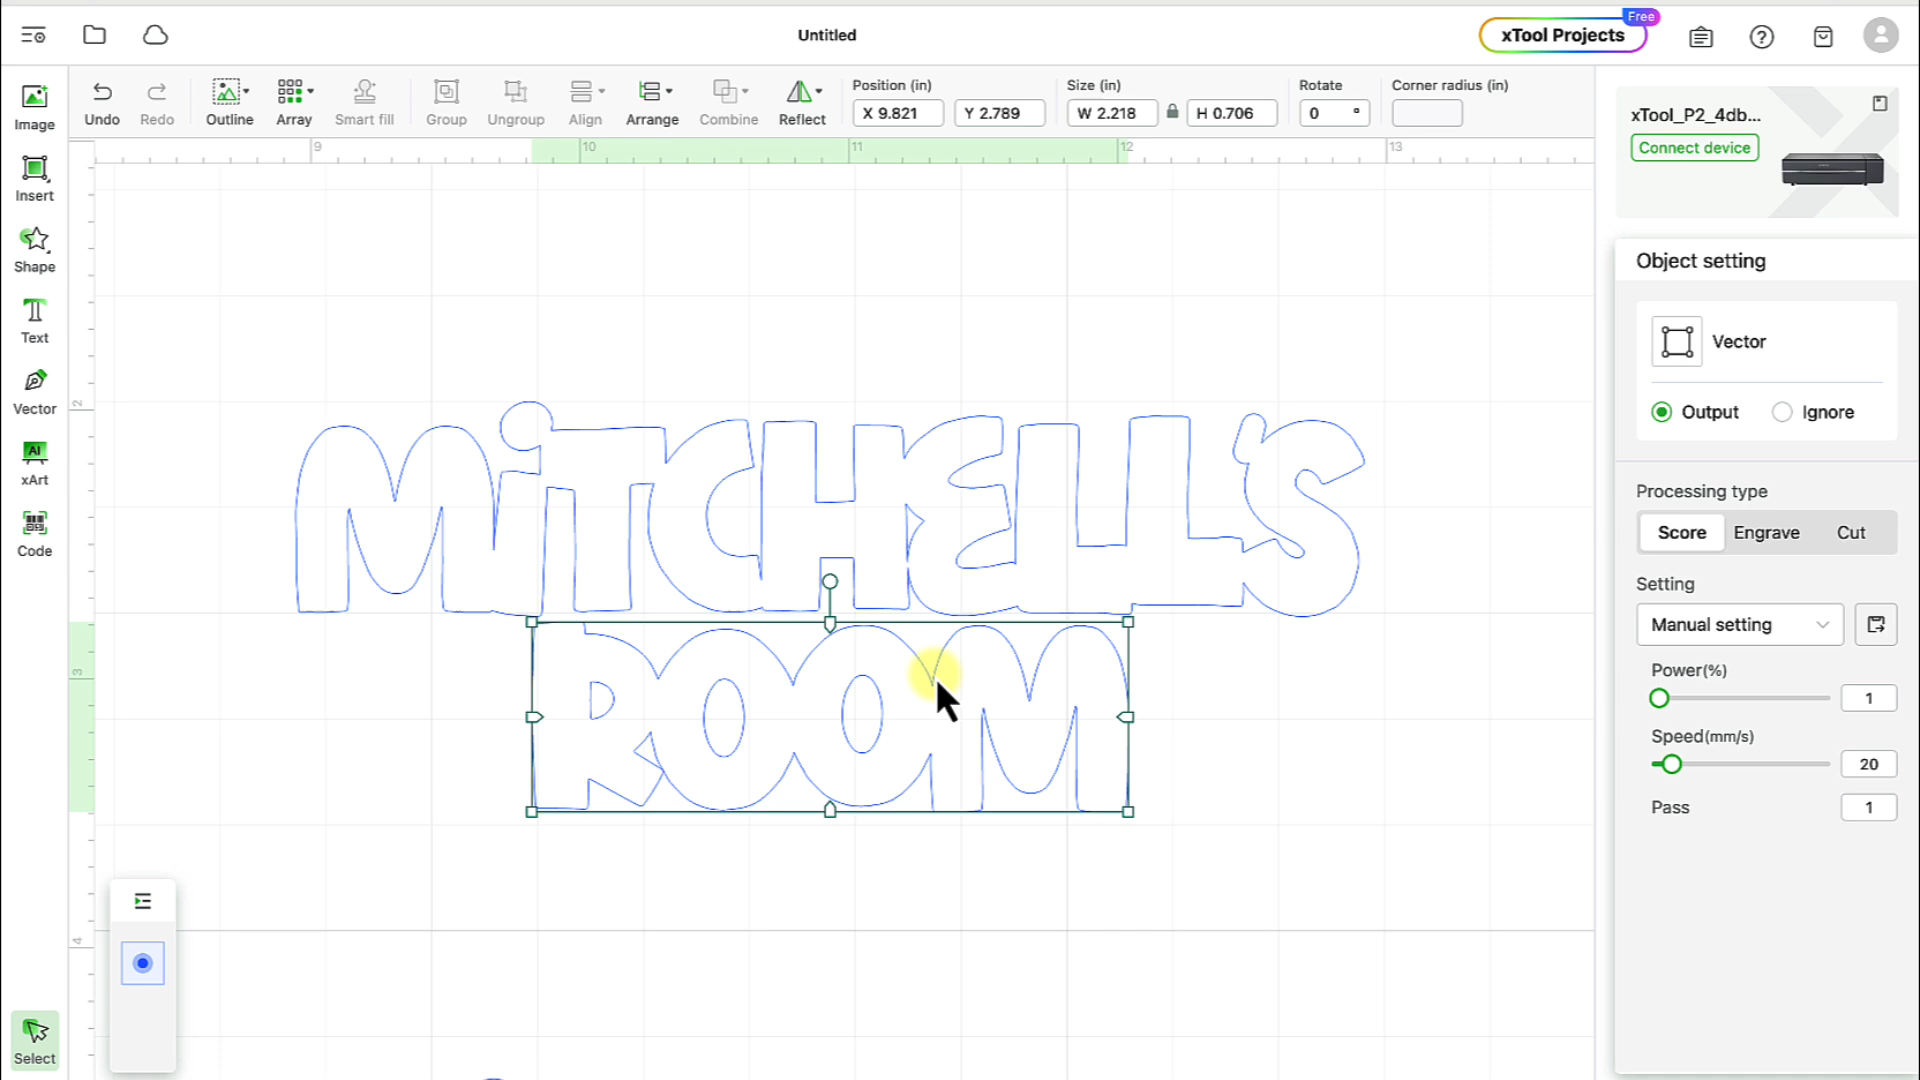 Free
Untitled
xTool Projects
Image
Undo
Redo
Outline
Array
Smart fill
Group
Ungroup
Align
Arrange
Combine
Reflect
Position (in)
X 9.821
Y 2.789
Size (in)
W 2.218
H 0.706
Rotate
0 °
Corner radius (in)
xTool_P2_4db...
Connect device
9
10
11
12
13
Insert
Shape
Text
Vector
AI
xArt
Code
2
3
4
MiTCHELL'S
ROOM
Select
Object setting
Vector
Output
Ignore
Processing type
Score
Engrave
Cut
Setting
Manual setting
Power(%)
1
Speed(mm/s)
20
Pass
1